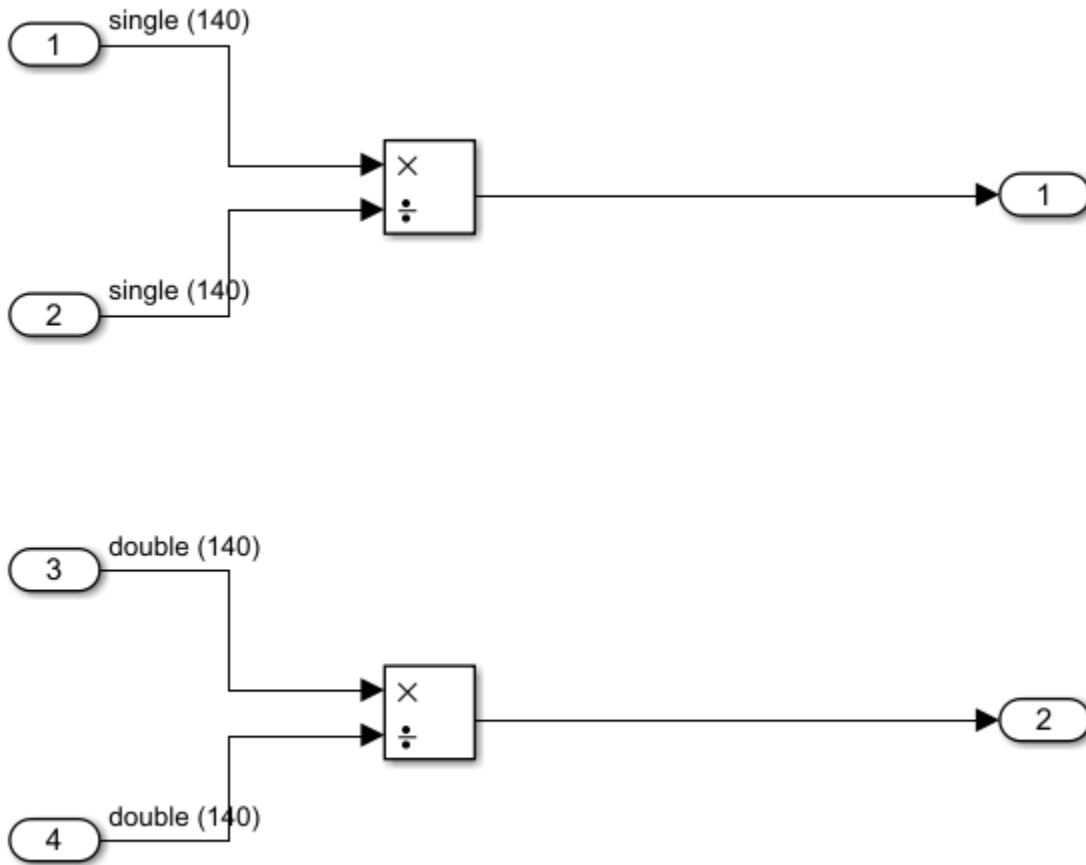 single (140)
1
×
÷
1
single (140)
2
double (140)
3
×
÷
2
double (140)
4